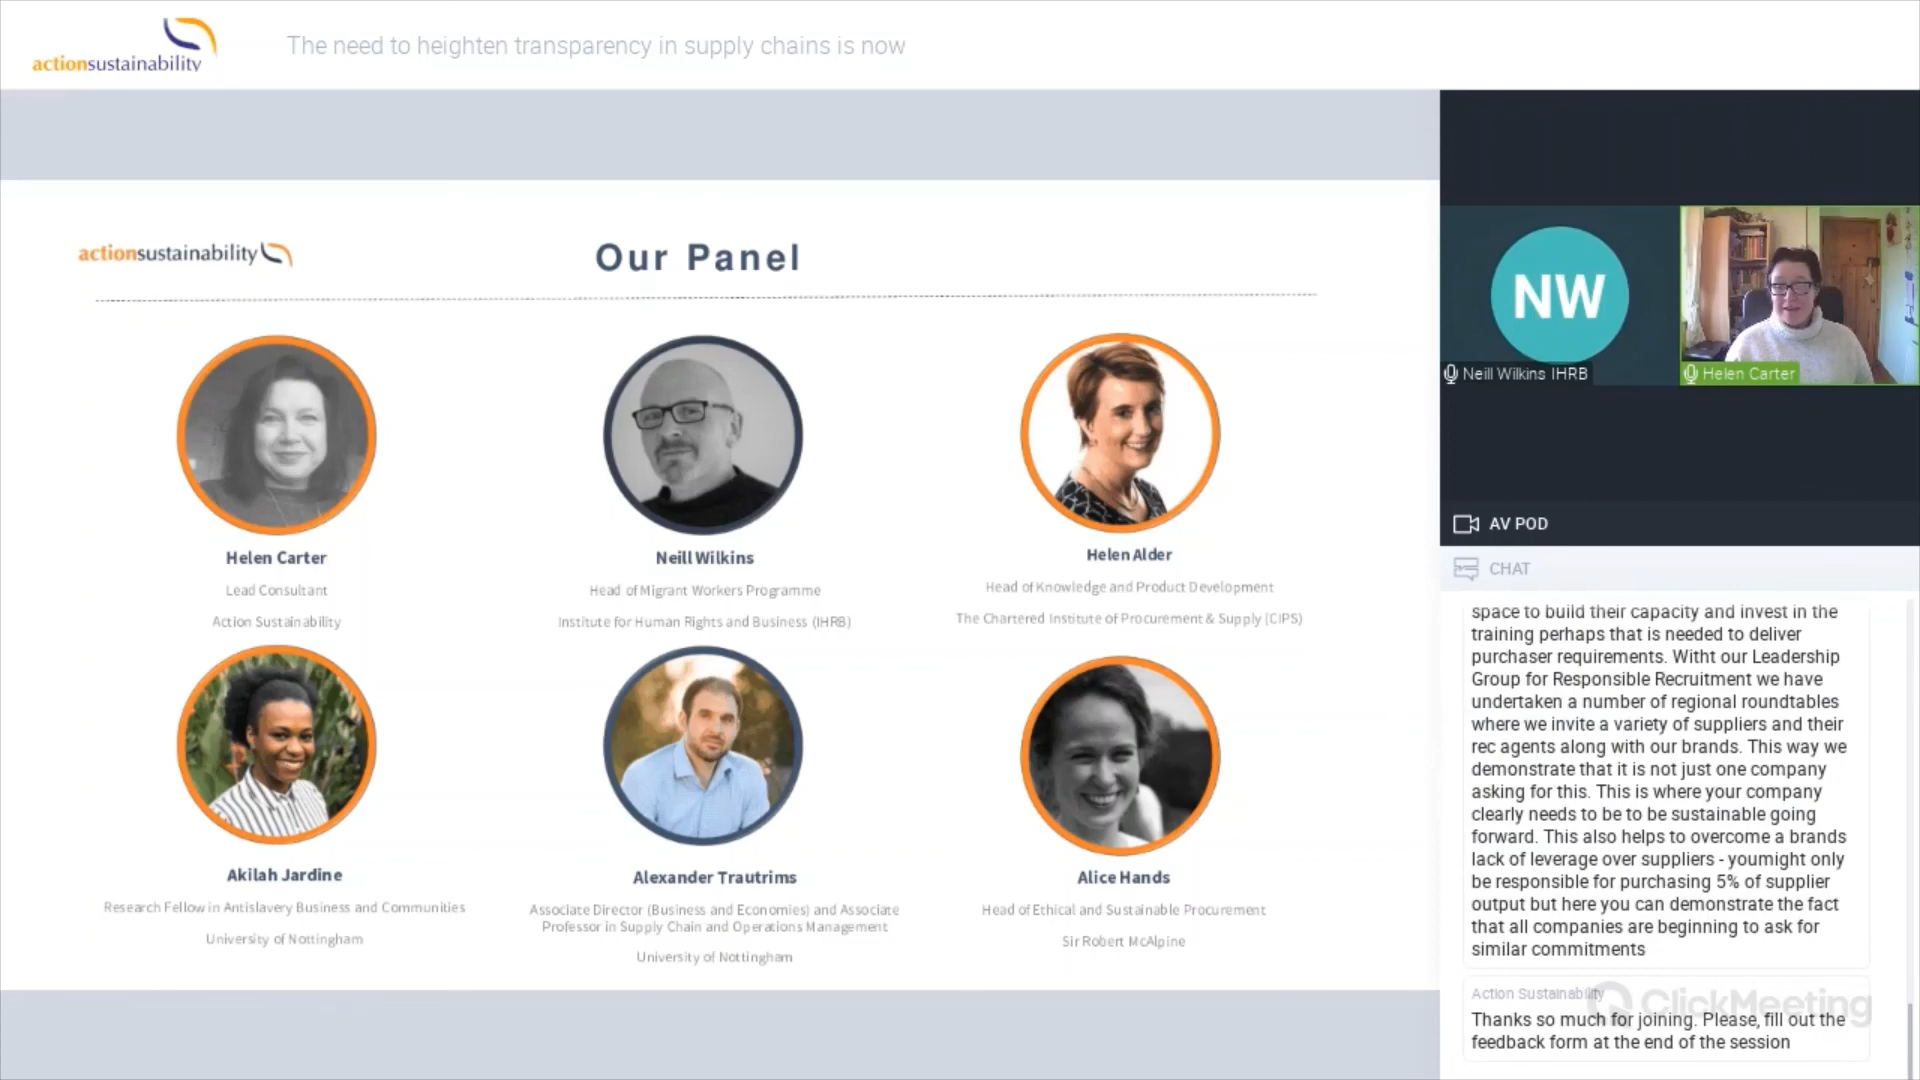 actionsustainability
The need to heighten transparency in supply chains is now
actionsustainability
Our Panel
Helen Carter
Lead Consultant
Action Sustainability
Neill Wilkins
Head of Migrant Workers Programme
Institute for Human Rights and Business (IHRB)
Helen Alder
Head of Knowledge and Product Development
The Chartered Institute of Procurement & Supply (CIPS)
Akilah Jardine
Research Fellow in Antislavery Business and Communities
University of Nottingham
Alexander Trautrims
Associate Director (Business and Economies) and Associate
Professor in Supply Chain and Operations Management
University of Nottingham
Alice Hands
Head of Ethical and Sustainable Procurement
Sir Robert McAlpine
NW
Neill Wilkins IHRB
Helen Carter
AV POD
CHAT
space to build their capacity and invest in the
training perhaps that is needed to deliver
purchaser requirements. Witht our Leadership
Group for Responsible Recruitment we have
undertaken a number of regional roundtables
where we invite a variety of suppliers and their
rec agents along with our brands. This way we
demonstrate that it is not just one company
asking for this. This is where your company
clearly needs to be to be sustainable going
forward. This also helps to overcome a brands
lack of leverage over suppliers - youmight only
be responsible for purchasing 5% of supplier
output but here you can demonstrate the fact
that all companies are beginning to ask for
similar commitments
Action Sustainability
ClickMeeting
Thanks so much for joining. Please, fill out the
feedback form at the end of the session